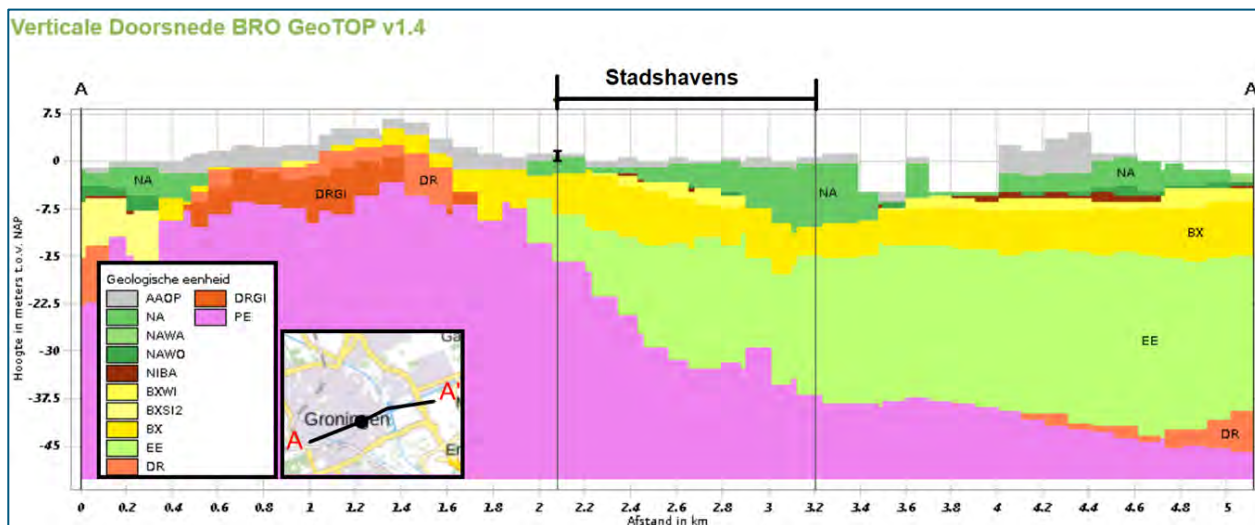 Verticale Doorsnede BRO GeoTOP v1.4
Stadshavens
A
A
7.5
0
-7.5
-15
-22.5
-30
-37.5
-45
Hoogte in meters t.o.v. NAP
NA
DRGI
DR
NA
NA
BX
EE
DR
Geologische eenheid
AAOP
DRGI
NA
PE
NAWA
NAWO
NIBA
BXWI
BXSI2
BX
EE
DR
Groningen
A
A'
0
0.2
0.4
0.6
0.8
1
1.2
1.4
1.6
1.8
2
2.2
2.4
2.6
2.8
3
3.2
3.4
3.6
3.8
4
4.2
4.4
4.6
4.8
5
Afstand in km